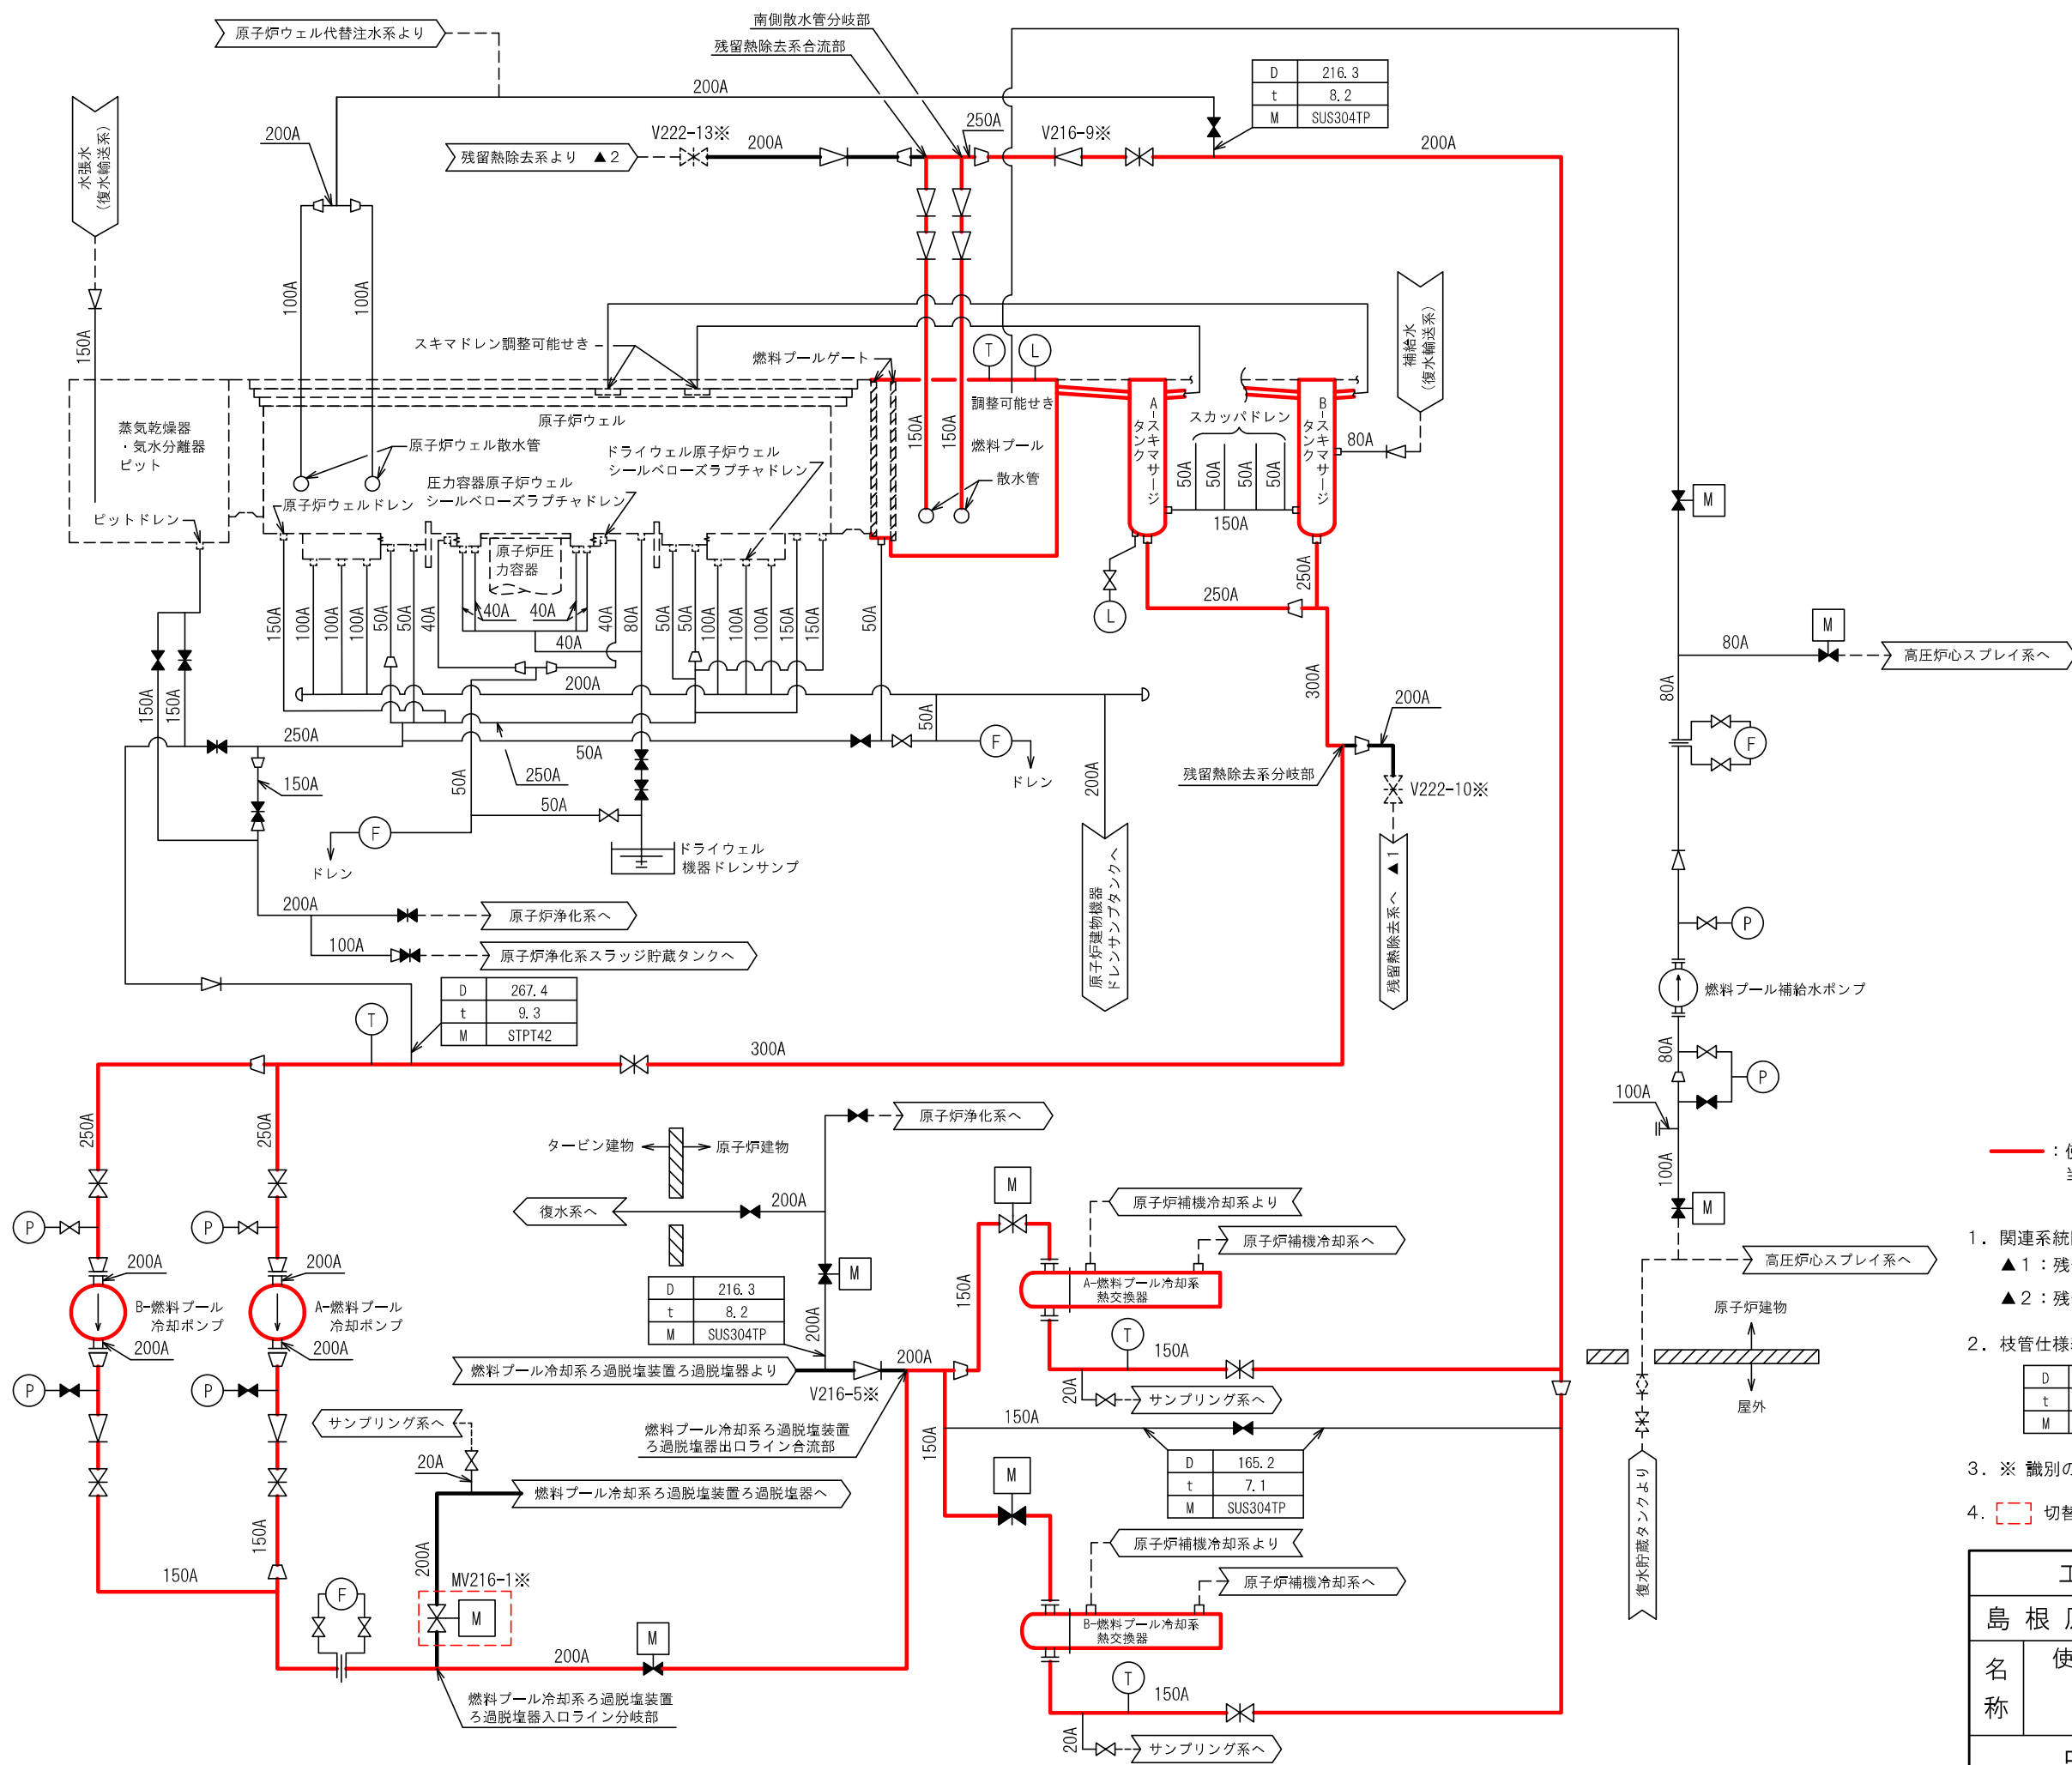 南側散水管分岐部
原子炉ウェル代替注水系より
残留熱除去系合流部
D 216.3
t 8.2
M SUS304TP
200A
水張水
(復水輸送系)
200A
残留熱除去系より ▲2
V222-13※
200A
250A
V216-9※
200A
100A
100A
150A
スキマドレン調整可能せき
燃料プールゲート
T
L
補給水
(復水輸送系)
蒸気乾燥器
・気水分離器
ピット
原子炉ウェル
原子炉ウェル散水管
ドライウェル原子炉ウェル
シールベローズラプチャドレン
圧力容器原子炉ウェル
シールベローズラプチャドレン
原子炉ウェルドレン
ピットドレン
原子炉圧
力容器
150A
150A
調整可能せき
燃料プール
散水管
A-スキマサージ
タンク
スカッパドレン
50A
50A
50A
50A
150A
B-スキマサージ
タンク
80A
M
L
250A
250A
150A
100A
100A
100A
50A
50A
40A
40A
40A
40A
40A
80A
50A
50A
100A
100A
100A
150A
150A
50A
200A
300A
200A
80A
M
高圧炉心スプレイ系へ
80A
F
150A
150A
250A
150A
50A
250A
50A
50A
50A
F
ドレン
200A
残留熱除去系分岐部
V222-10※
F
ドレン
ドライウェル
機器ドレンサンプ
原子炉建物機器
ドレンサンプタンクへ
残留熱除去系へ ▲1
200A
原子炉浄化系へ
100A
原子炉浄化系スラッジ貯蔵タンクへ
P
燃料プール補給水ポンプ
D 267.4
t 9.3
M STPT42
T
300A
80A
P
100A
100A
M
高圧炉心スプレイ系へ
原子炉建物
屋外
復水貯蔵タンクより
250A
250A
P
P
200A
200A
B-燃料プール
冷却ポンプ
A-燃料プール
冷却ポンプ
200A
200A
P
P
150A
150A
原子炉浄化系へ
タービン建物
原子炉建物
復水系へ
200A
M
D 216.3
t 8.2
M SUS304TP
200A
燃料プール冷却系ろ過脱塩装置ろ過脱塩器より
200A
V216-5※
燃料プール冷却系ろ過脱塩装置
ろ過脱塩器出口ライン合流部
150A
M
原子炉補機冷却系より
原子炉補機冷却系へ
A-燃料プール冷却系
熱交換器
T
150A
20A
サンプリング系へ
150A
150A
D 165.2
t 7.1
M SUS304TP
M
原子炉補機冷却系より
原子炉補機冷却系へ
B-燃料プール冷却系
熱交換器
T
150A
20A
サンプリング系へ
サンプリング系へ
20A
燃料プール冷却系ろ過脱塩装置ろ過脱塩器へ
200A
MV216-1※
M
F
200A
M
燃料プール冷却系ろ過脱塩装置
ろ過脱塩器入口ライン分岐部
1. 関連系統
▲1:残
▲2:残
2. 枝管仕様
D
t
M
3. ※ 識別の
4. 切替
島 根 原
名
称
使